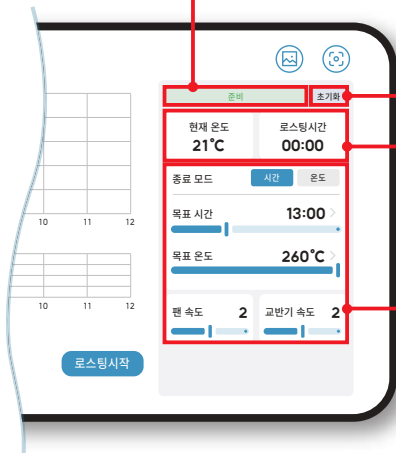 준비
초기화
현재 온도
로스팅시간
21°C
00:00
종료 모드
시간
온도
목표 시간
13:00
목표 온도
260°C
팬 속도
2
교반기 속도
2
10
11
12
10
11
12
로스팅시작